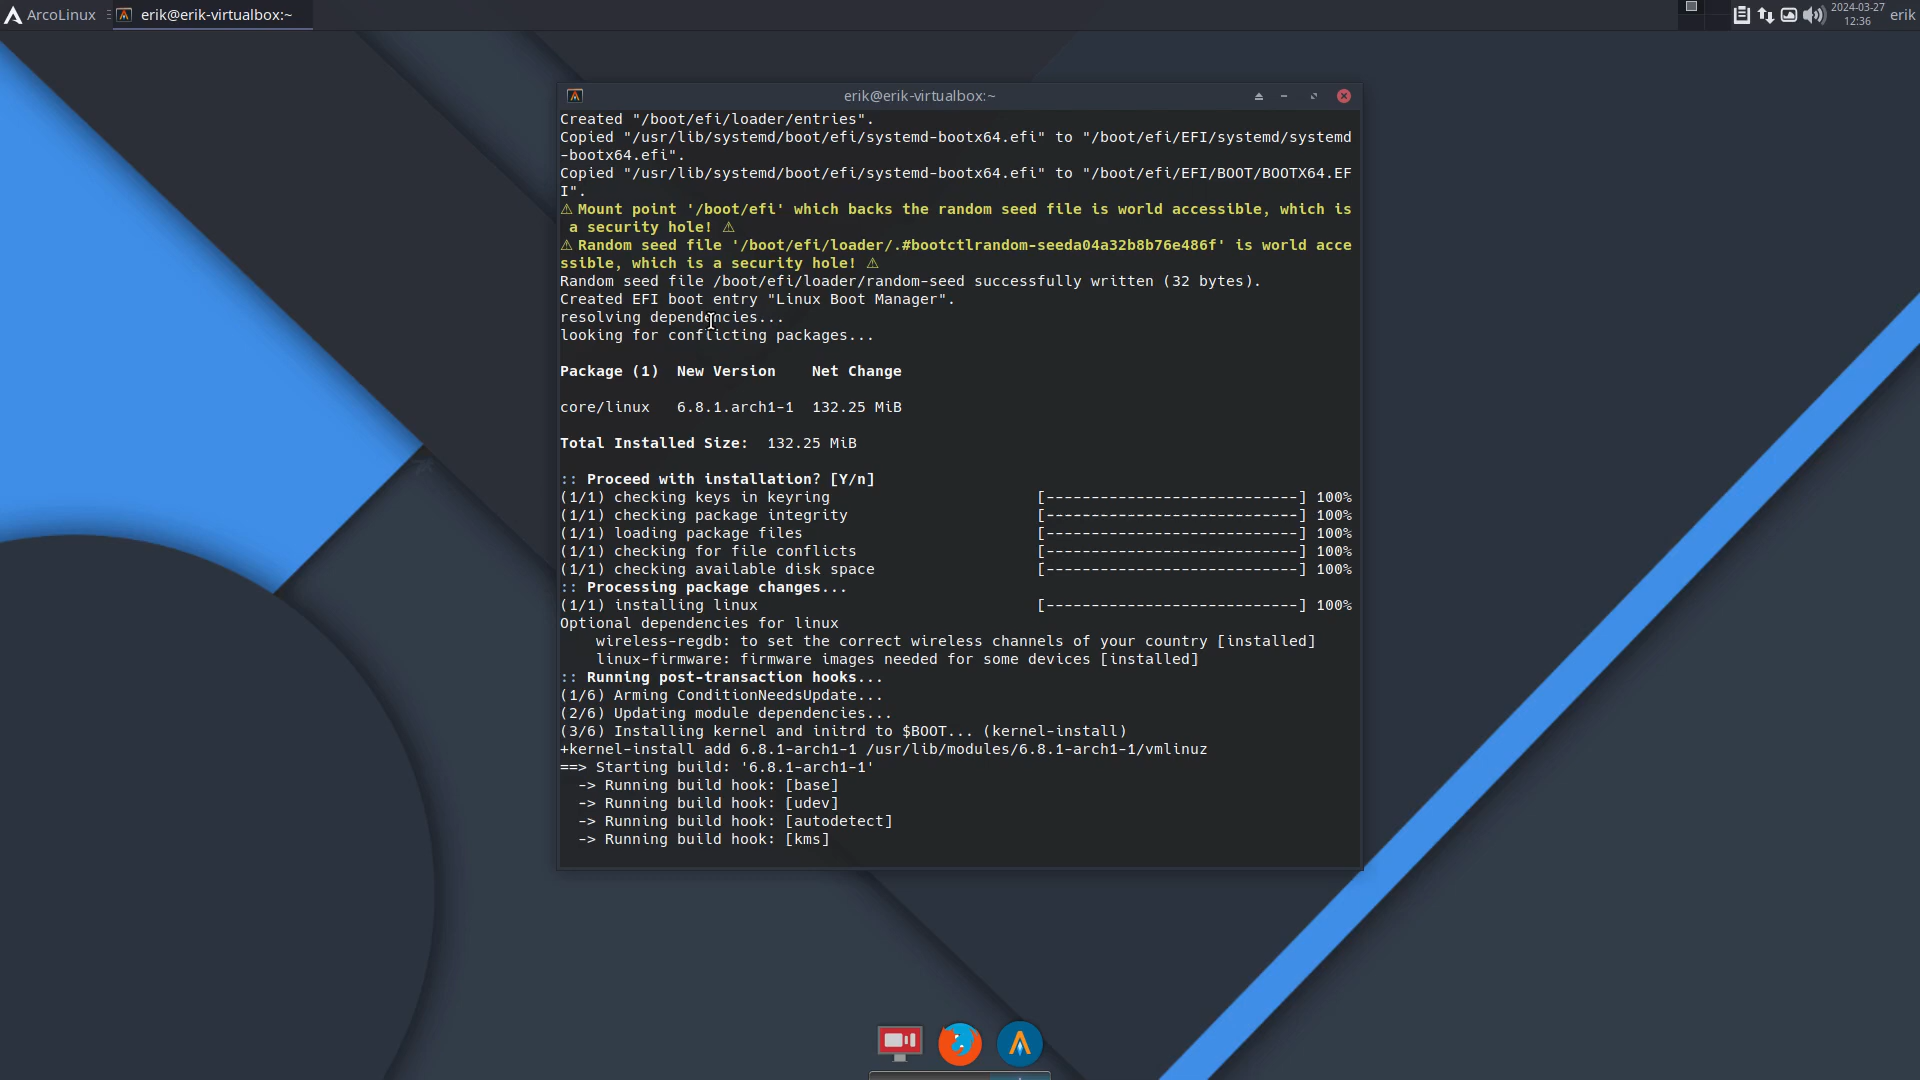 ArcoLinux
erik@erik-virtualbox:~
2024-03-27
12:36
erik
erik@erik-virtualbox:~
Created "/boot/efi/loader/entries".
Copied "/usr/lib/systemd/boot/efi/systemd-bootx64.efi" to "/boot/efi/EFI/systemd/systemd
-bootx64.efi".
Copied "/usr/lib/systemd/boot/efi/systemd-bootx64.efi" to "/boot/efi/EFI/BOOT/BOOTX64.EF
I".
⚠ Mount point '/boot/efi' which backs the random seed file is world accessible, which is
a security hole! ⚠
⚠ Random seed file '/boot/efi/loader/.#bootctlrandom-seeda04a32b8b76e486f' is world acce
ssible, which is a security hole! ⚠
Random seed file /boot/efi/loader/random-seed successfully written (32 bytes).
Created EFI boot entry "Linux Boot Manager".
resolving dependencies...
looking for conflicting packages...
Package (1)  New Version    Net Change
core/linux   6.8.1.arch1-1  132.25 MiB
Total Installed Size:  132.25 MiB
:: Proceed with installation? [Y/n]
(1/1) checking keys in keyring [----------------------------] 100%
(1/1) checking package integrity [----------------------------] 100%
(1/1) loading package files [----------------------------] 100%
(1/1) checking for file conflicts [----------------------------] 100%
(1/1) checking available disk space [----------------------------] 100%
:: Processing package changes...
(1/1) installing linux [----------------------------] 100%
Optional dependencies for linux
wireless-regdb: to set the correct wireless channels of your country [installed]
linux-firmware: firmware images needed for some devices [installed]
:: Running post-transaction hooks...
(1/6) Arming ConditionNeedsUpdate...
(2/6) Updating module dependencies...
(3/6) Installing kernel and initrd to $BOOT... (kernel-install)
+kernel-install add 6.8.1-arch1-1 /usr/lib/modules/6.8.1-arch1-1/vmlinuz
==> Starting build: '6.8.1-arch1-1'
-> Running build hook: [base]
-> Running build hook: [udev]
-> Running build hook: [autodetect]
-> Running build hook: [kms]